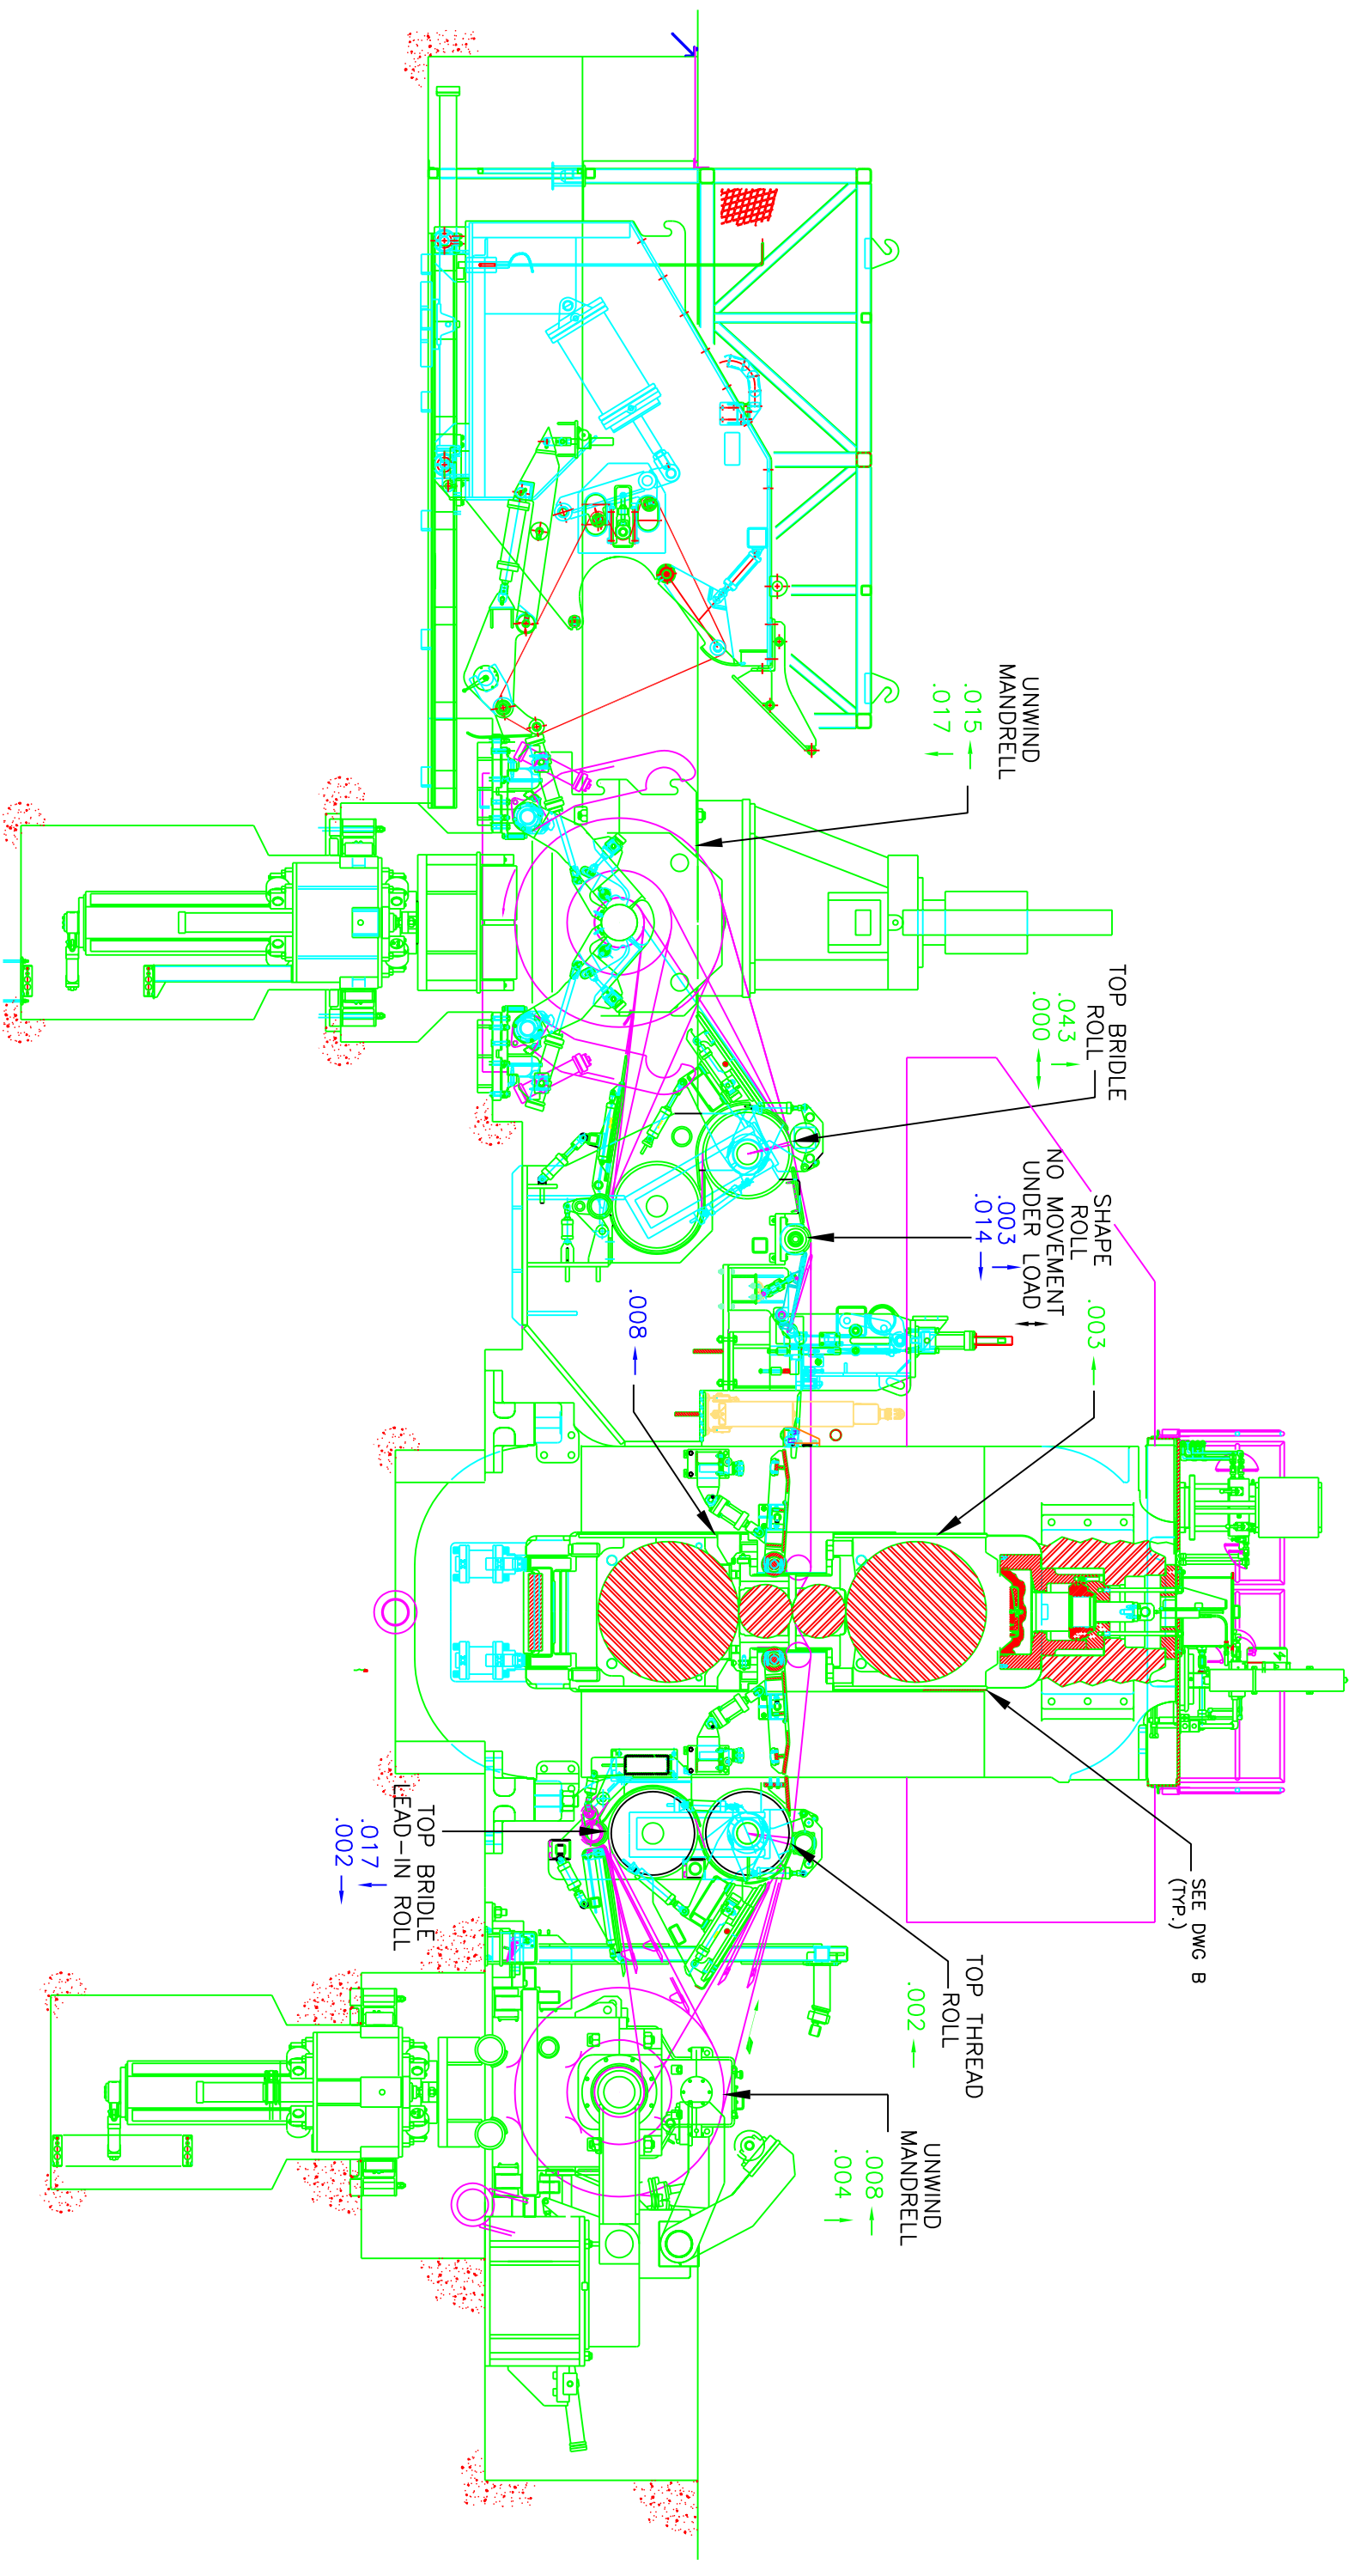 UNWIND
MANDRELL
.015
.017
TOP BRIDLE
ROLL
.043
.000
SHAPE
ROLL
NO MOVEMENT
UNDER LOAD
.003
.014
.003
.008
SEE DWG B
(TYP.)
TOP BRIDLE
LEAD-IN ROLL
.017
.002
TOP THREAD
ROLL
.002
UNWIND
MANDRELL
.008
.004